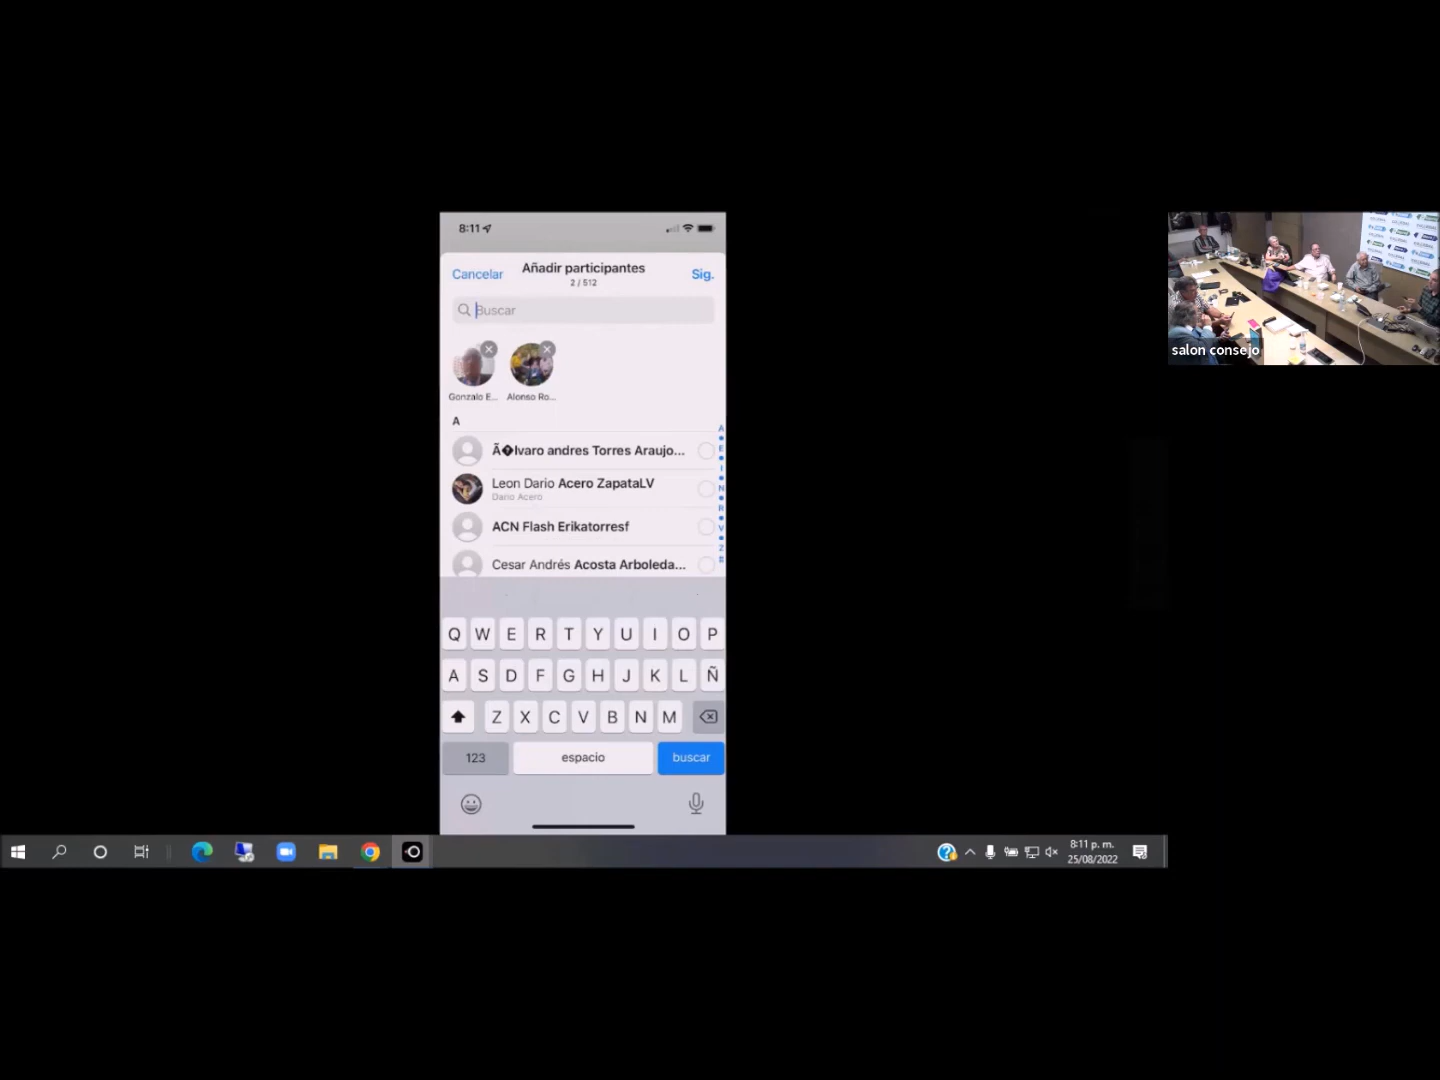 8:11
Cancelar
Añadir participantes
Sig.
2 / 512
Buscar
Gonzalo E...
Alonso Ro...
A
Ã�lvaro andres Torres Araujo...
Leon Dario Acero ZapataLV
Dario Acero
ACN Flash Erikatorresf
Cesar Andrés Acosta Arboleda...
A
E
I
N
R
V
Z
#
Q W E R T Y U I O P
A S D F G H J K L Ñ
Z X C V B N M
123
espacio
buscar
salon consejo
8:11 p. m.
25/08/2022